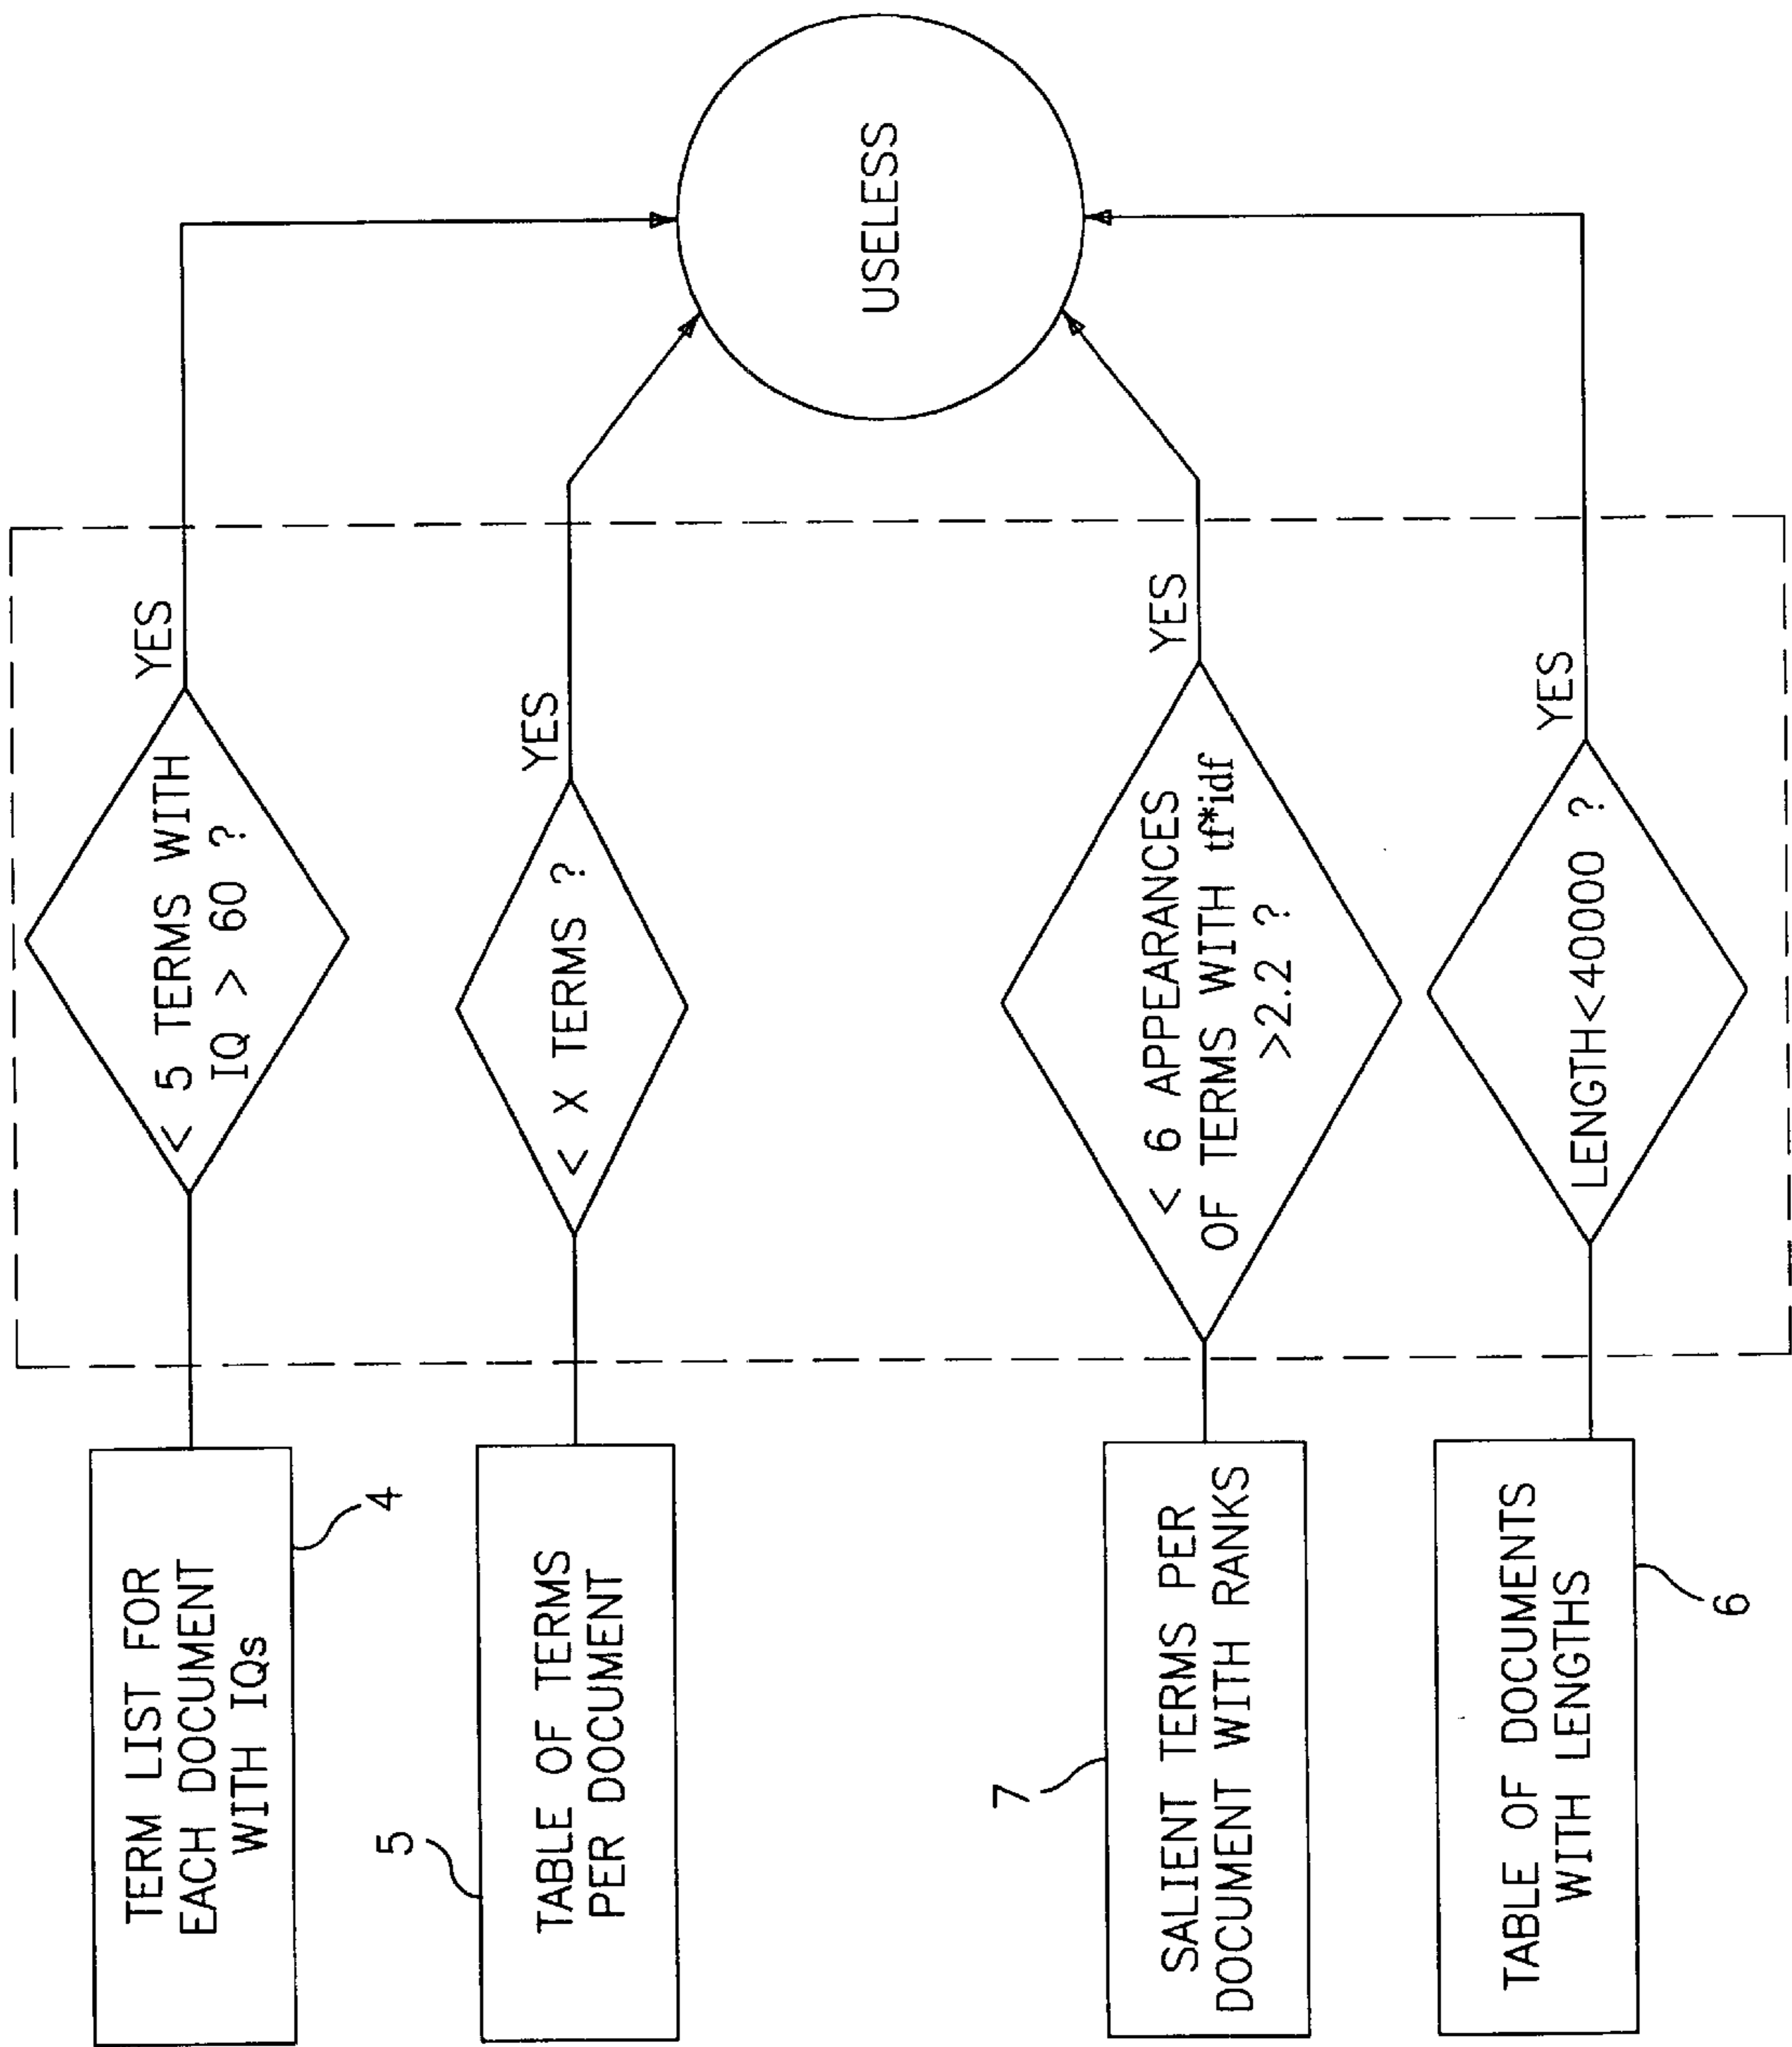 TERM LIST FOR
EACH DOCUMENT
WITH IQs
4
< 5 TERMS WITH
IQ > 60 ?
YES
5
TABLE OF TERMS
PER DOCUMENT
< X TERMS ?
YES
7
SALIENT TERMS PER
DOCUMENT WITH RANKS
< 6 APPEARANCES
OF TERMS WITH tf*idf
>2.2 ?
YES
TABLE OF DOCUMENTS
WITH LENGTHS
6
LENGTH<40000 ?
YES
USELESS